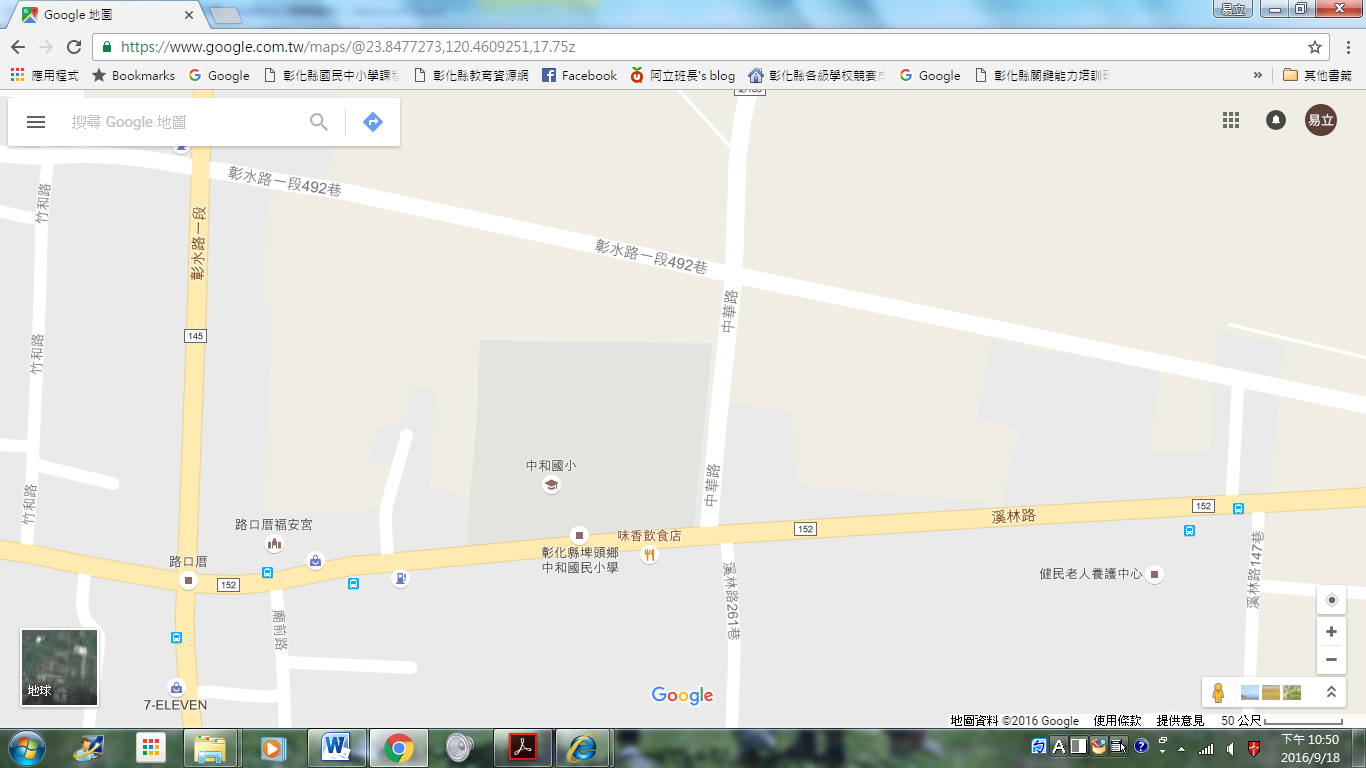 Google 地圖
易立
https://www.google.com.tw/maps/@23.8477273,120.4609251,17.75z
應用程式
Bookmarks
Google
彰化縣國民中小學課程
彰化縣教育資源網
Facebook
阿立班長's blog
彰化縣各級學校競賽
Google
彰化縣關鍵能力培訓
»
其他書籤
搜尋 Google 地圖
易立
彰水路一段492巷
竹和路
彰水路一段
彰水路一段492巷
中華路
145
竹和路
中和國小
中華路
竹和路
152
溪林路
路口厝福安宮
味香飲食店
152
彰化縣埤頭鄉
中和國民小學
路口厝
152
健民老人養護中心
溪林路147巷
溪林路261巷
廟前路
地球
7-ELEVEN
Google
地圖資料 ©2016 Google
使用條款
提供意見
50 公尺
下午 10:50
2016/9/18